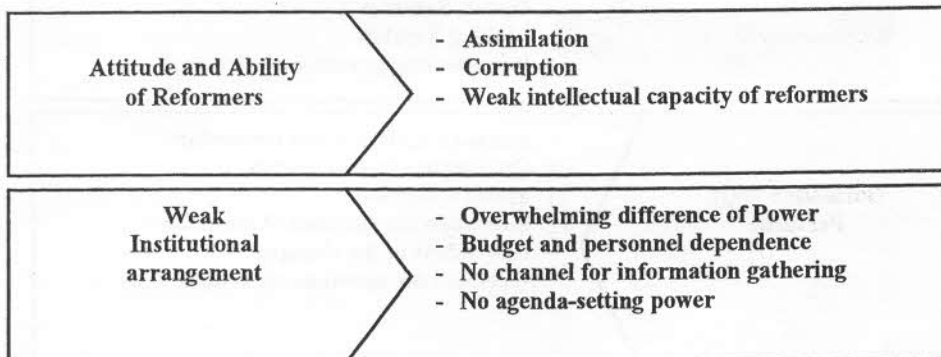 Attitude and Ability
of Reformers
- Assimilation
- Corruption
- Weak intellectual capacity of reformers
Weak
Institutional
arrangement
- Overwhelming difference of Power
- Budget and personnel dependence
- No channel for information gathering
- No agenda-setting power